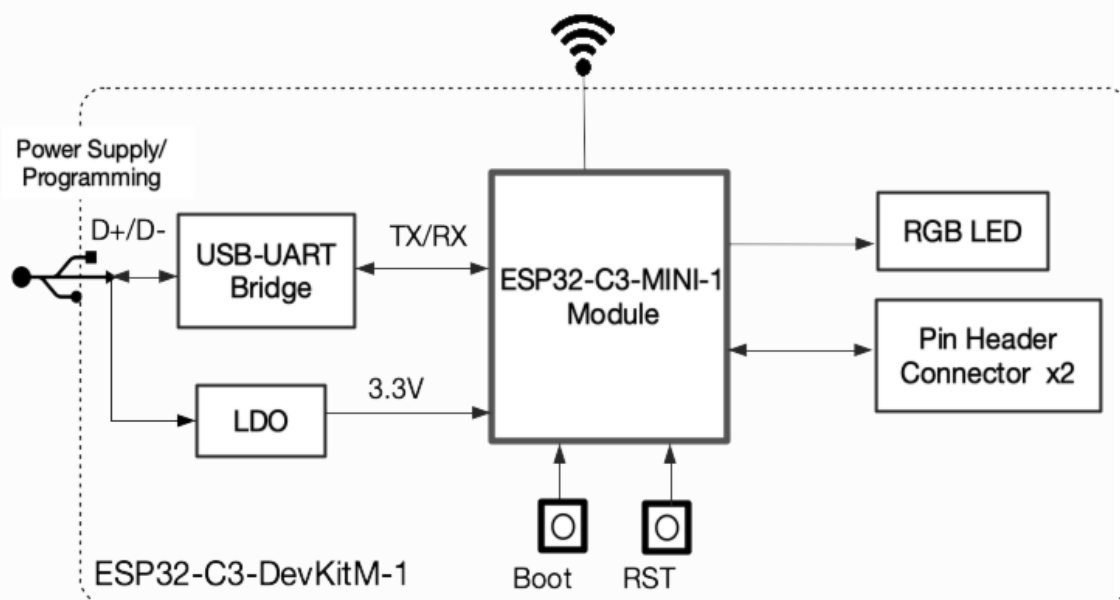 Power Supply/
Programming
D+/D-
USB-UART
Bridge
TX/RX
ESP32-C3-MINI-1
Module
RGB LED
Pin Header
Connector x2
LDO
3.3V
Boot
RST
ESP32-C3-DevKitM-1